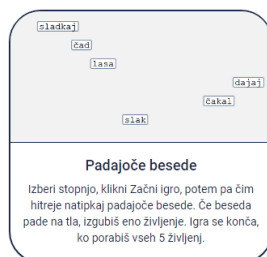 sladkaj
čad
lasa
dajaj
čakal
slak
Padajoče besede
Izberi stopnjo, klikni Začni igro, potem pa čim
hitreje natipkaj padajoče besede. Če beseda
pade na tla, izgubiš eno življenje. Igra se konča,
ko porabiš vseh 5 življenj.